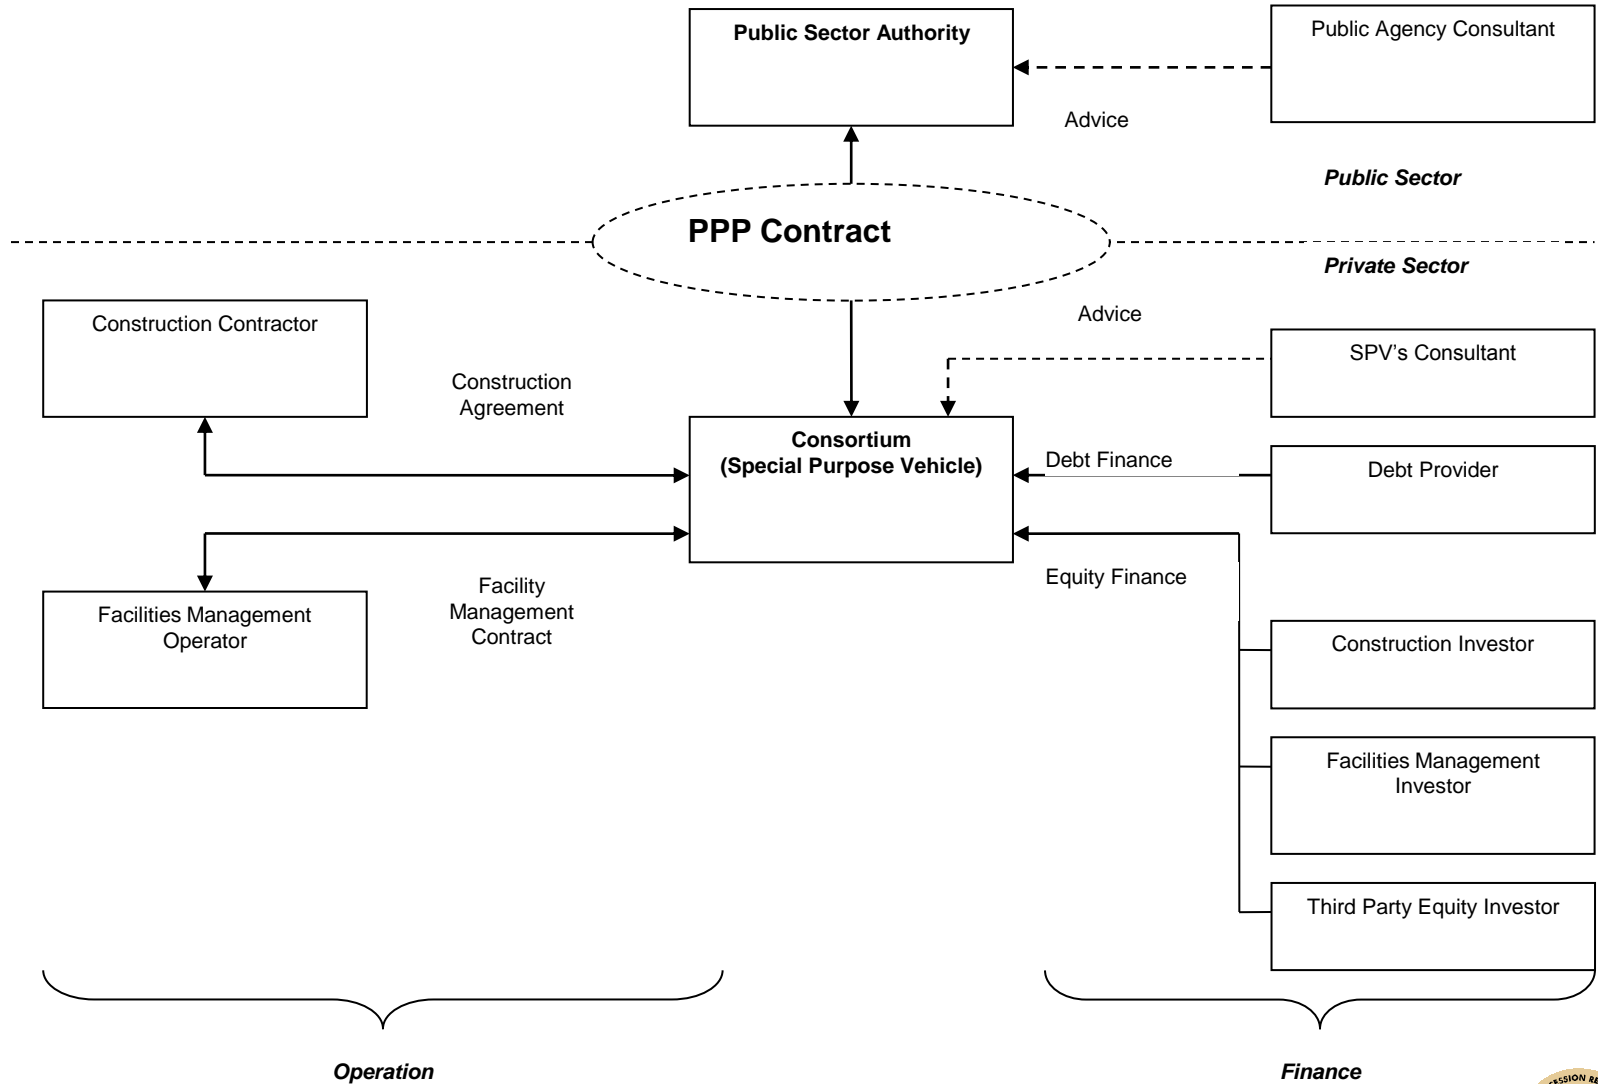 Public Sector Authority
Public Agency Consultant
Advice
Public Sector
PPP Contract
Private Sector
Advice
Construction Contractor
SPV's Consultant
Construction
Agreement
Consortium
(Special Purpose Vehicle)
Debt Finance
Debt Provider
Equity Finance
Facility
Management
Contract
Facilities Management
Operator
Construction Investor
Facilities Management
Investor
Third Party Equity Investor
Operation
Finance